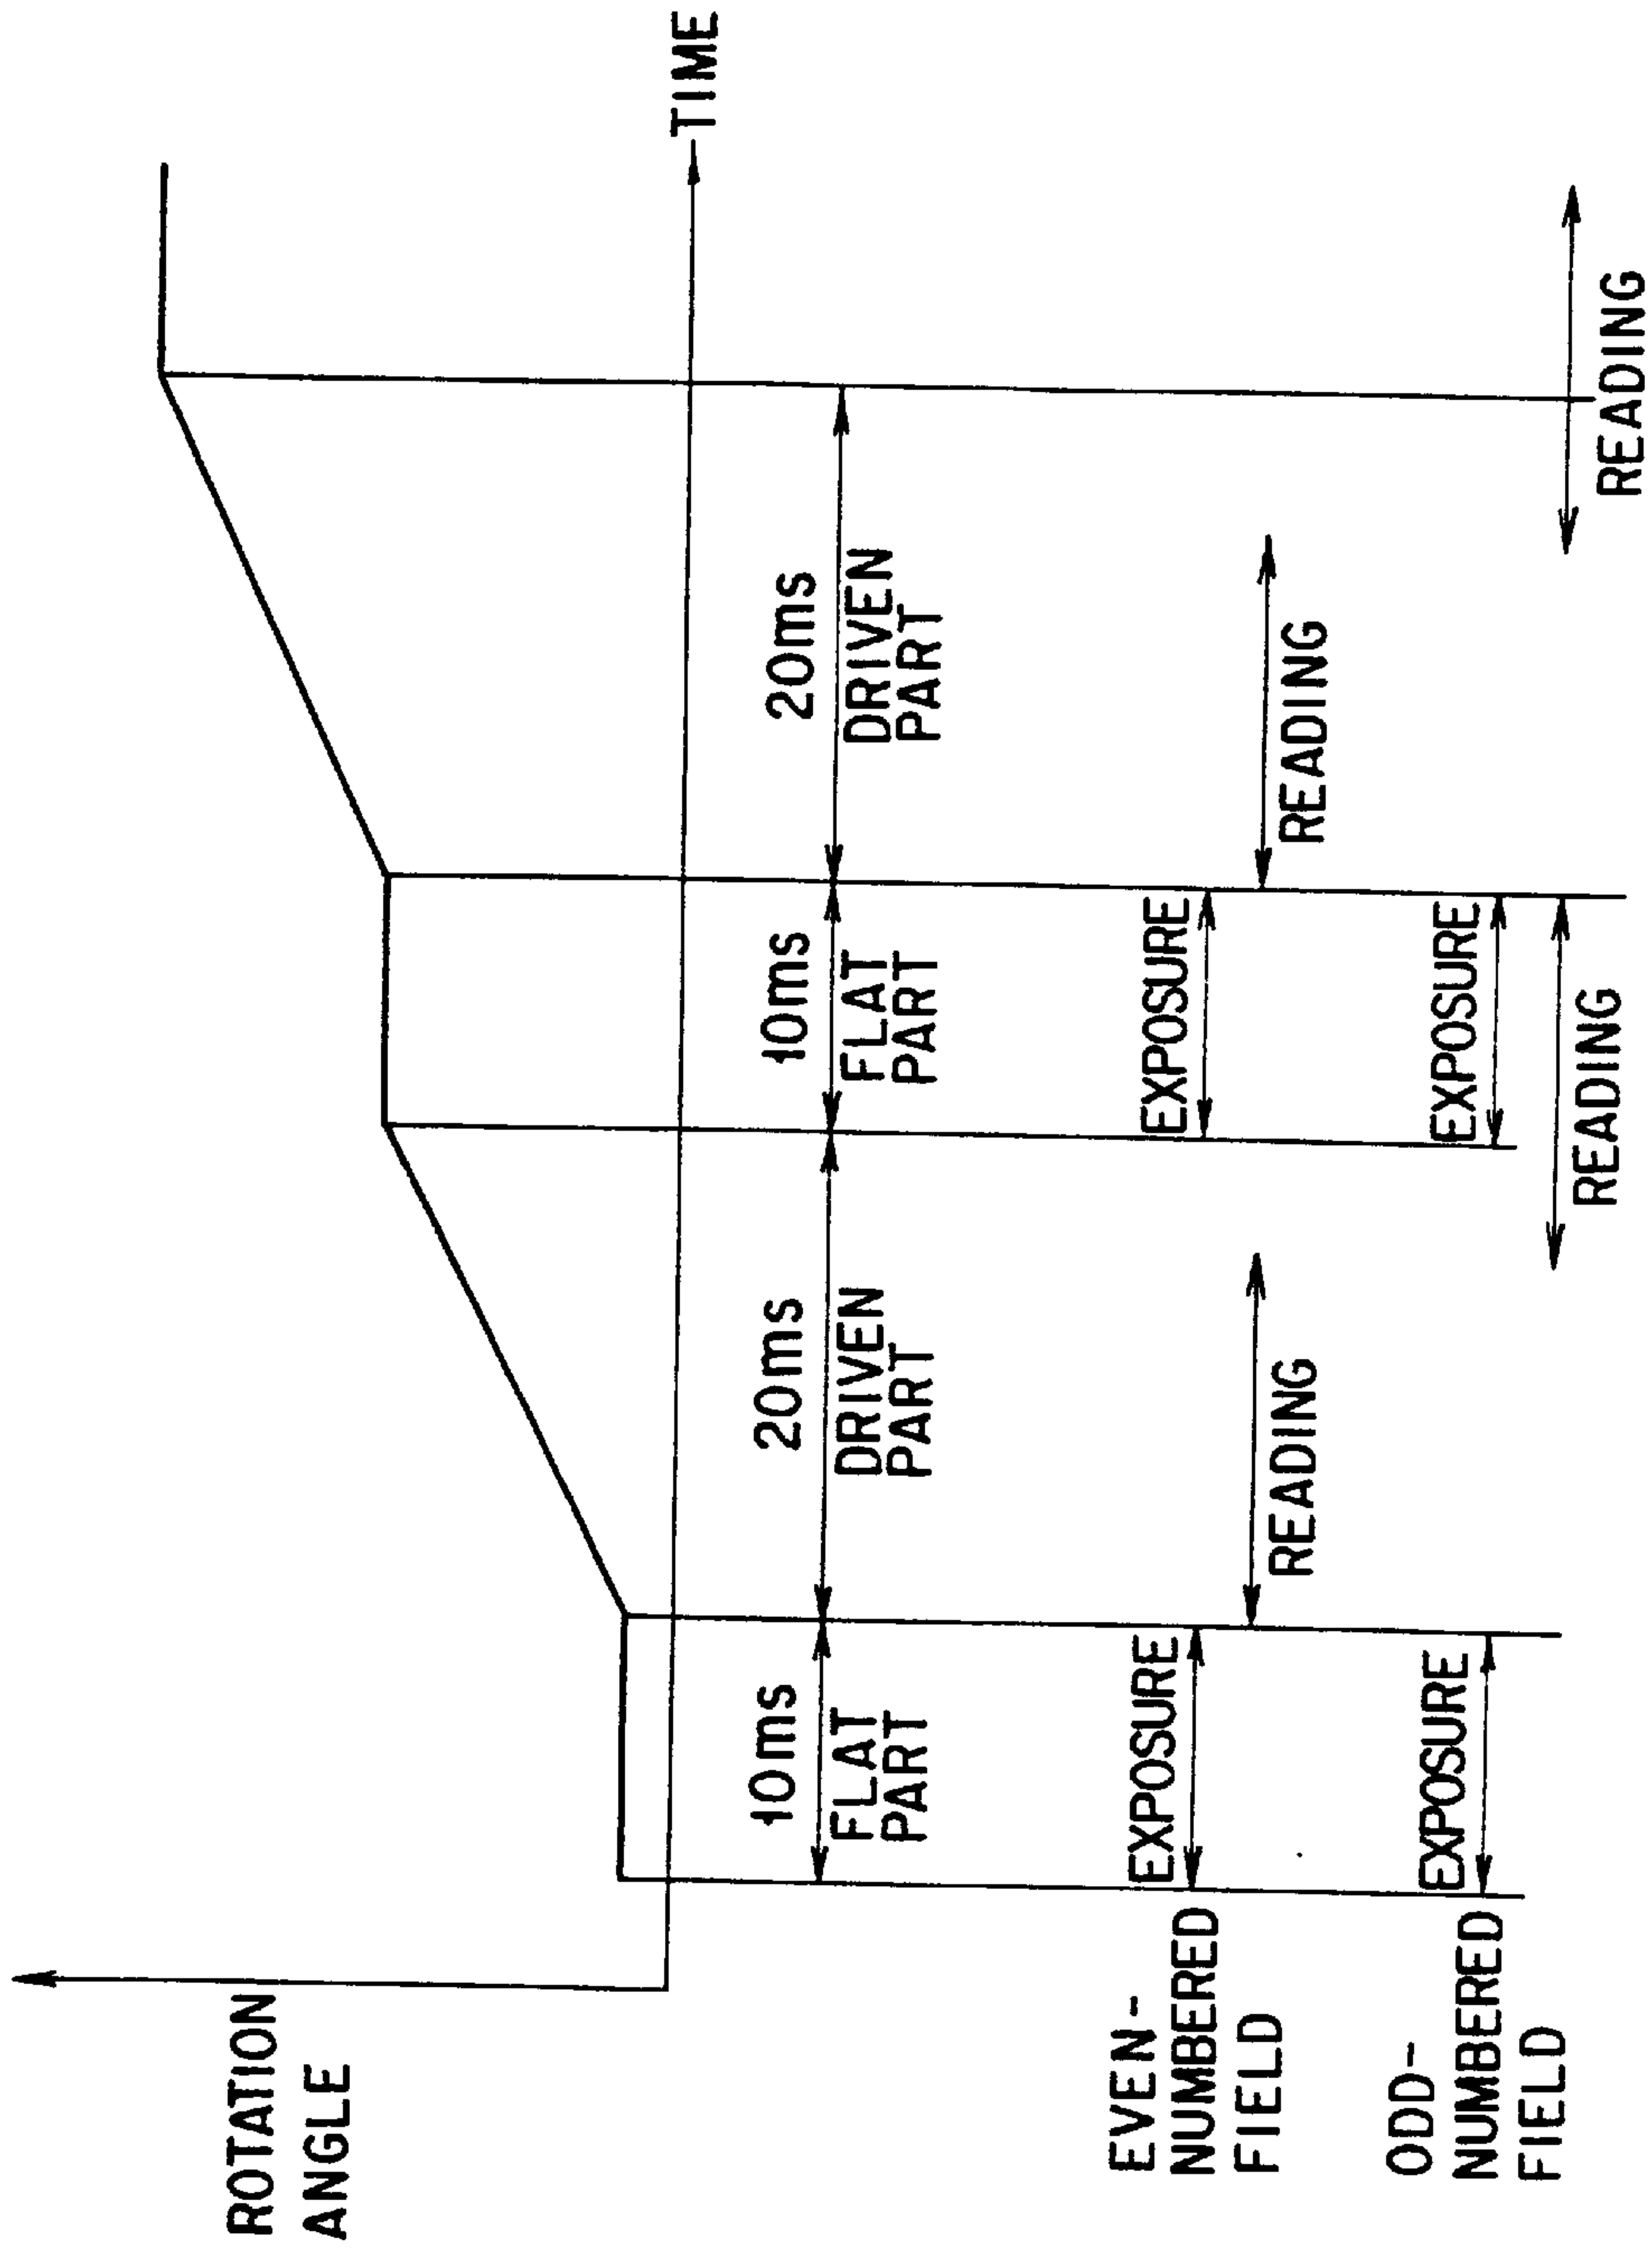 ROTATION
ANGLE
TIME
10ms
FLAT
PART
20ms
DRIVEN
PART
10ms
FLAT
PART
20ms
DRIVEN
PART
EVEN-
NUMBERED
FIELD
EXPOSURE
READING
EXPOSURE
READING
ODD-
NUMBERED
FIELD
EXPOSURE
READING
EXPOSURE
READING